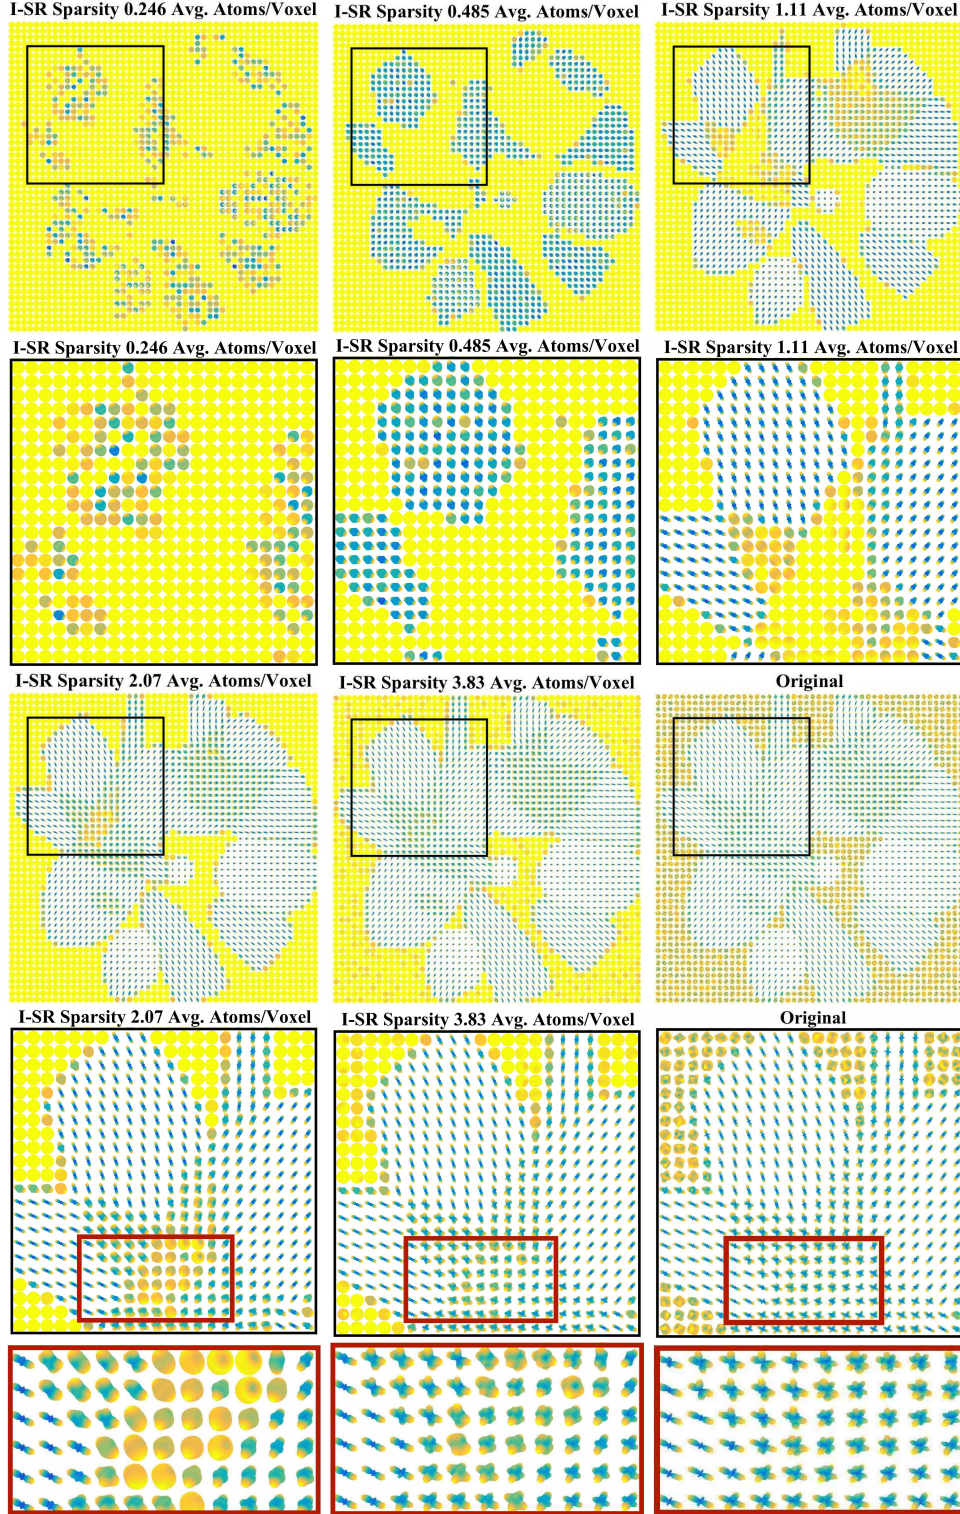 I-SR Sparsity 0.246 Avg. Atoms/Voxel
I-SR Sparsity 0.485 Avg. Atoms/Voxel
I-SR Sparsity 1.11 Avg. Atoms/Voxel
I-SR Sparsity 0.246 Avg. Atoms/Voxel
I-SR Sparsity 0.485 Avg. Atoms/Voxel
I-SR Sparsity 1.11 Avg. Atoms/Voxel
I-SR Sparsity 2.07 Avg. Atoms/Voxel
I-SR Sparsity 3.83 Avg. Atoms/Voxel
Original
I-SR Sparsity 2.07 Avg. Atoms/Voxel
I-SR Sparsity 3.83 Avg. Atoms/Voxel
Original